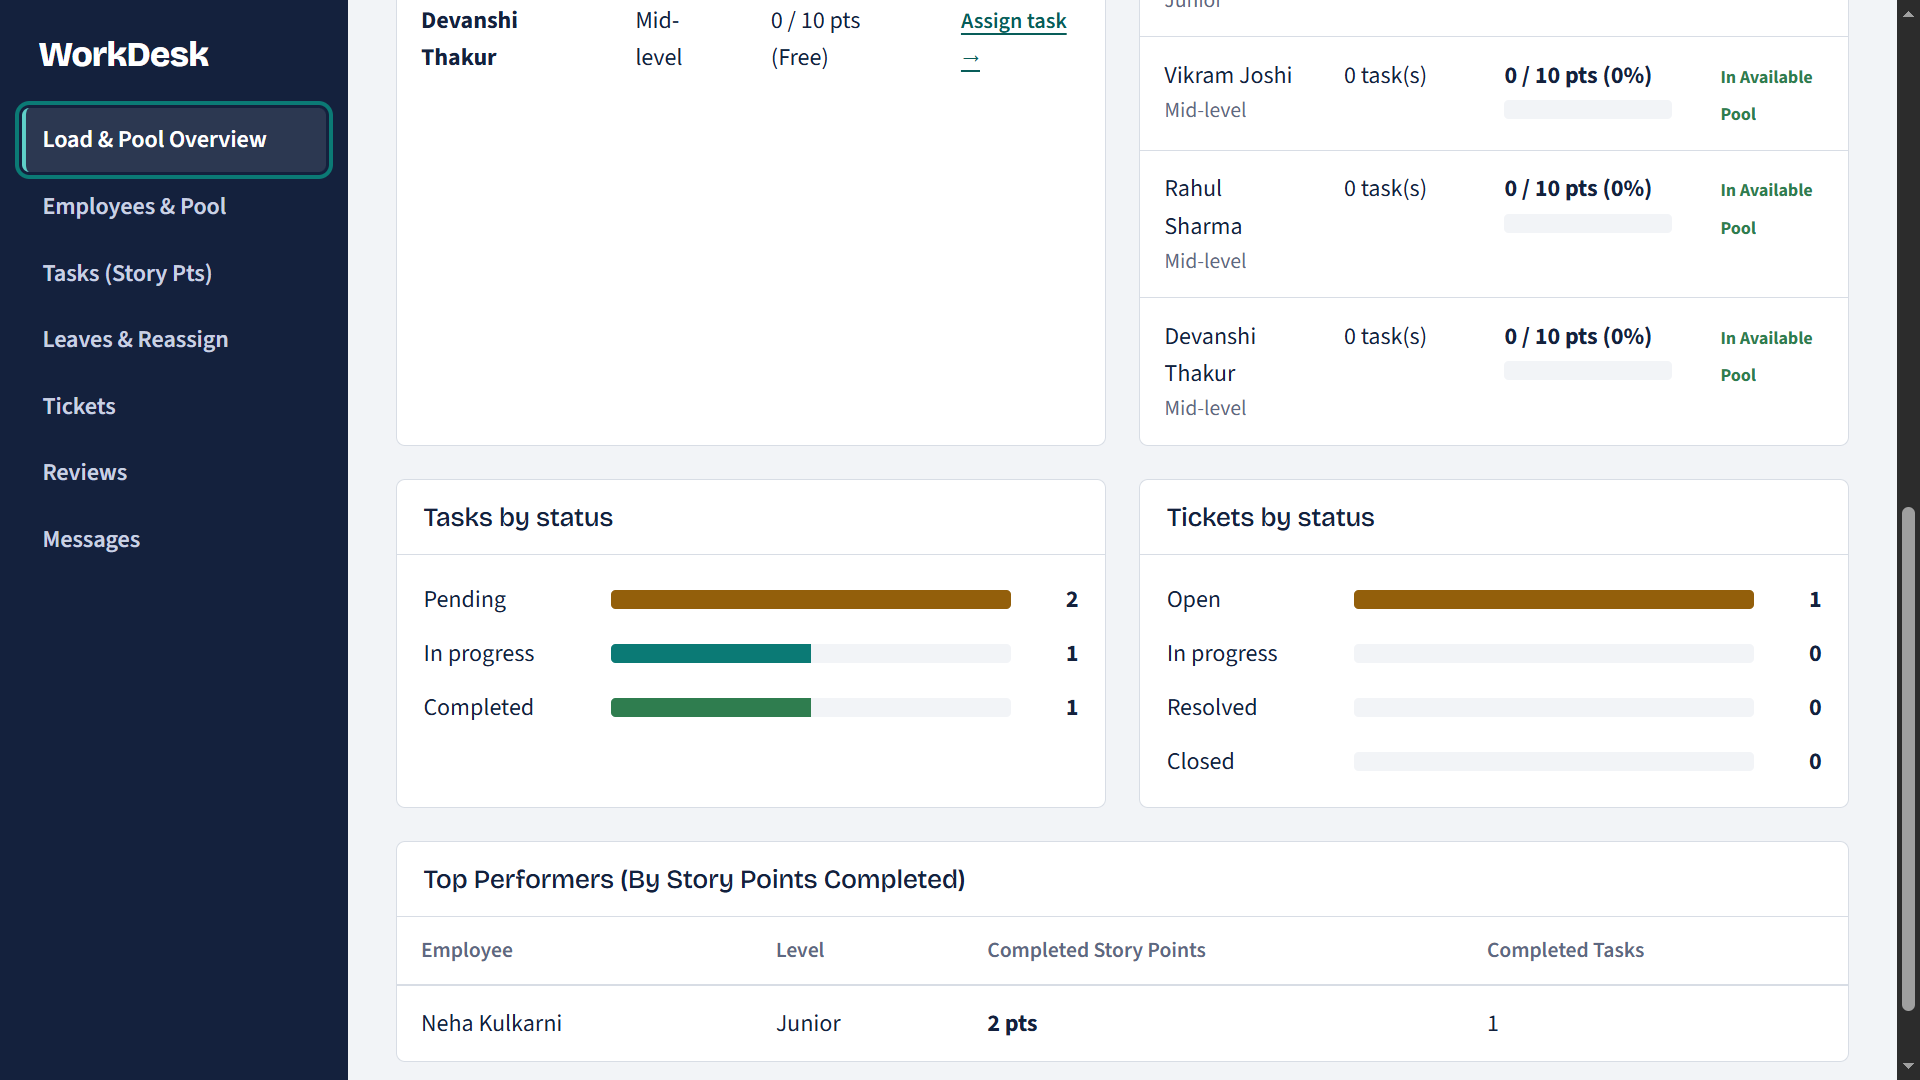 WorkDesk
Load & Pool Overview
Employees & Pool
Tasks (Story Pts)
Leaves & Reassign
Tickets
Reviews
Messages
Devanshi Thakur
Mid-level
0 / 10 pts (Free)
Assign task →
Junior
Vikram Joshi
Mid-level
0 task(s)
0 / 10 pts (0%)
In Available Pool
Rahul Sharma
Mid-level
0 task(s)
0 / 10 pts (0%)
In Available Pool
Devanshi Thakur
Mid-level
0 task(s)
0 / 10 pts (0%)
In Available Pool
Tasks by status
Pending 2
In progress 1
Completed 1
Tickets by status
Open 1
In progress 0
Resolved 0
Closed 0
Top Performers (By Story Points Completed)
Employee Level Completed Story Points Completed Tasks
Neha Kulkarni Junior 2 pts 1